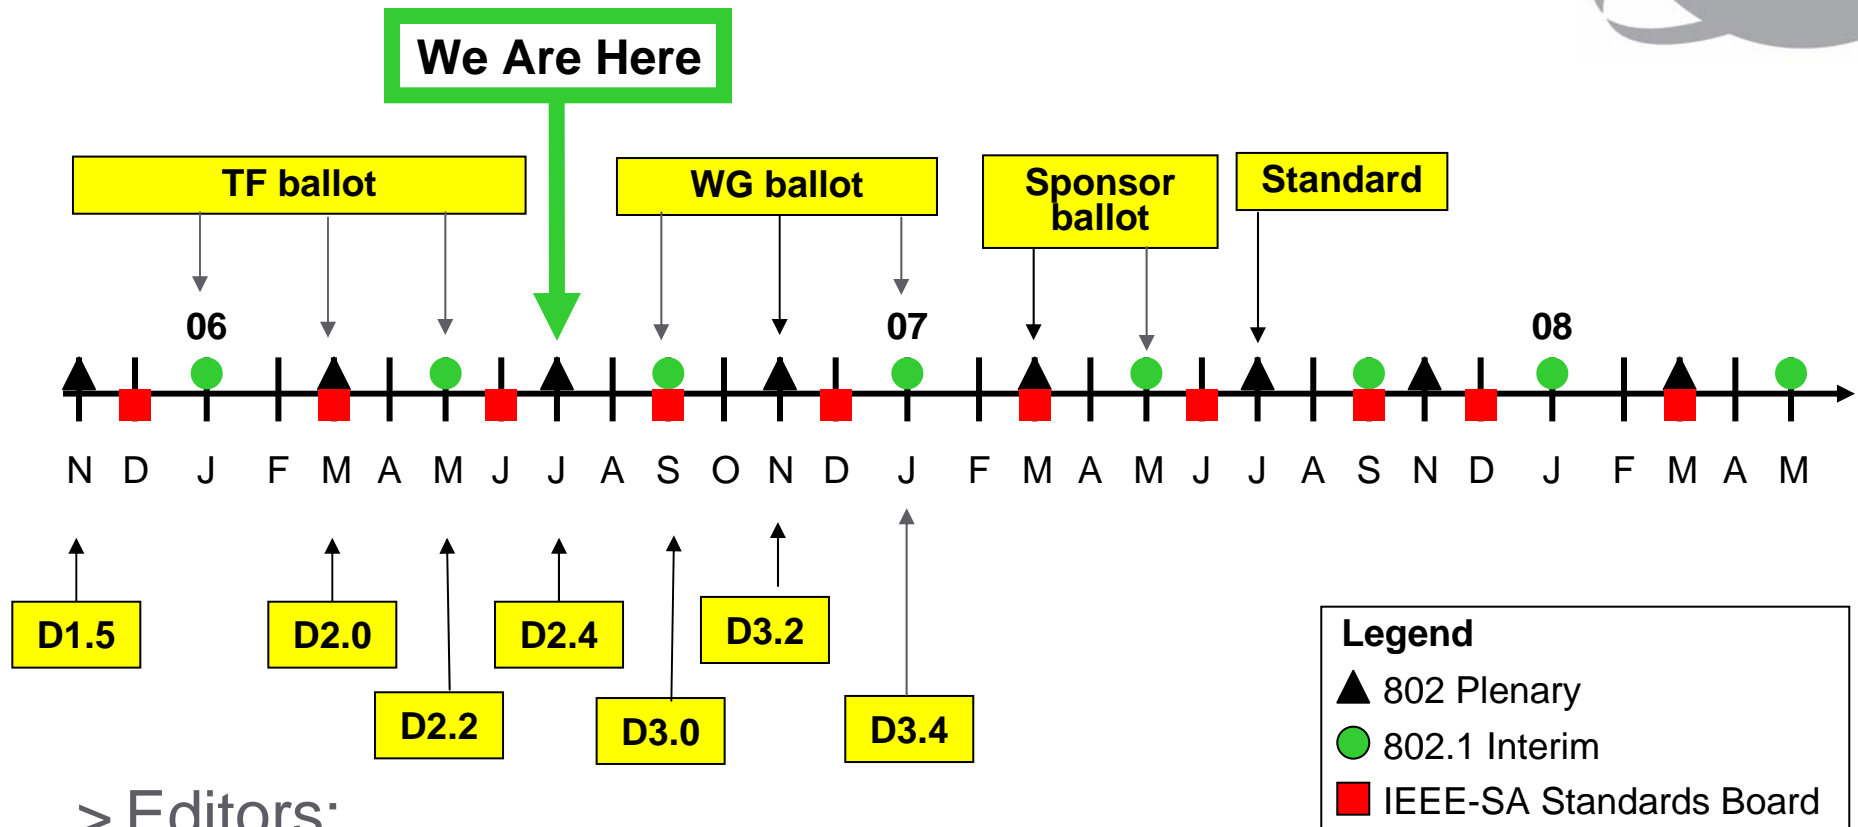 We Are Here
TF ballot
WG ballot
Sponsor
ballot
Standard
06
07
08
N D J F M A M J J A S O N D J F M A M J J A S N D J F M A M
D1.5
D2.0
D2.2
D2.4
D3.0
D3.2
D3.4
Legend
802 Plenary
802.1 Interim
IEEE-SA Standards Board
> Editors: